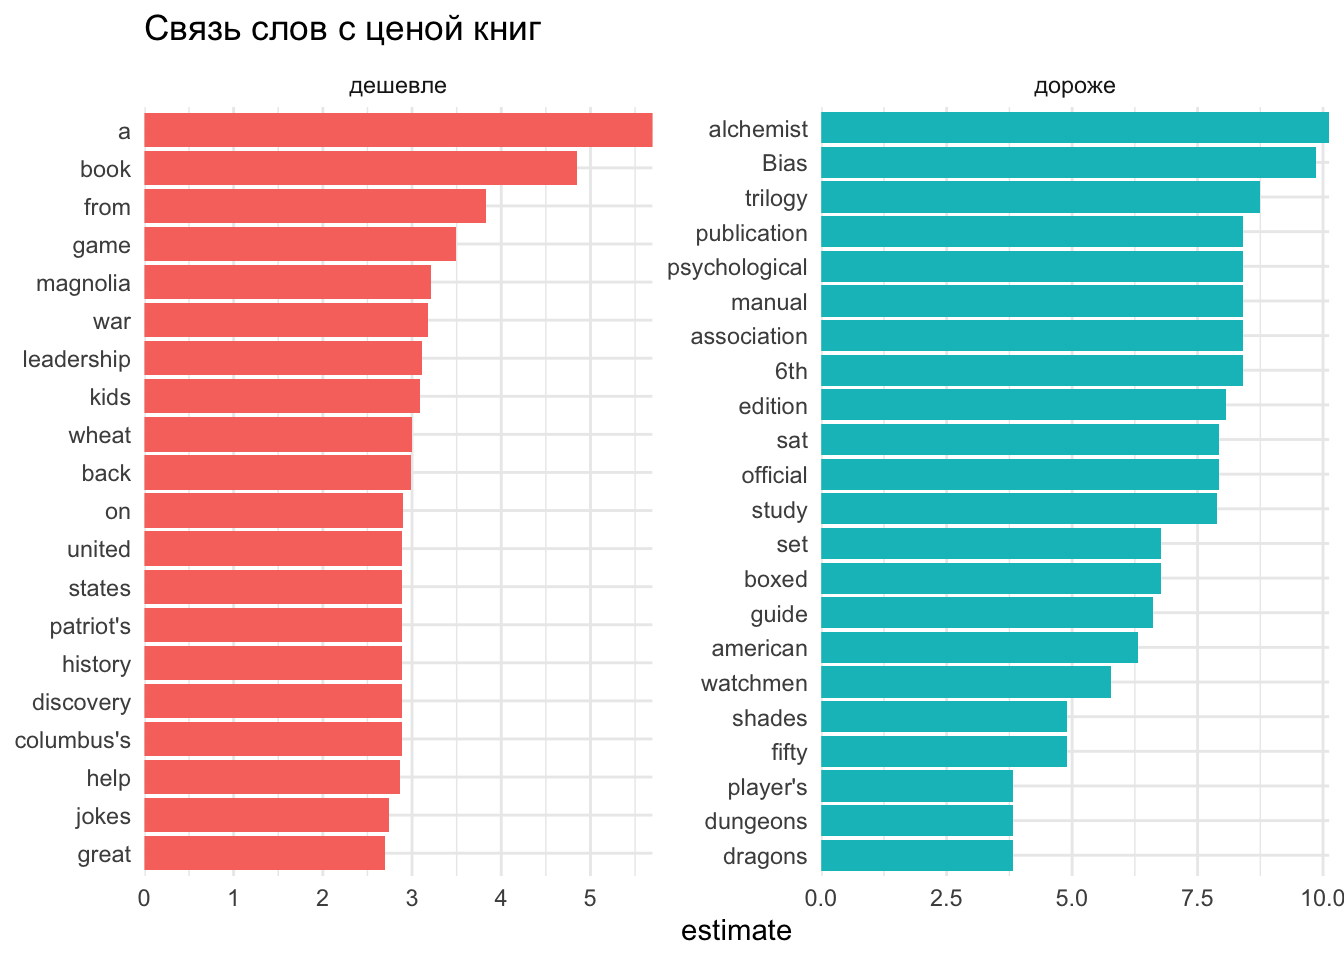 Связь слов с ценой книг
дешевле
a
book
from
game
magnolia
war
leadership
kids
wheat
back
on
united
states
patriot's
history
discovery
columbus's
help
jokes
great
0 1 2 3 4 5
дороже
alchemist
Bias
trilogy
publication
psychological
manual
association
6th
edition
sat
official
study
set
boxed
guide
american
watchmen
shades
fifty
player's
dungeons
dragons
0.0 2.5 5.0 7.5 10.0
estimate